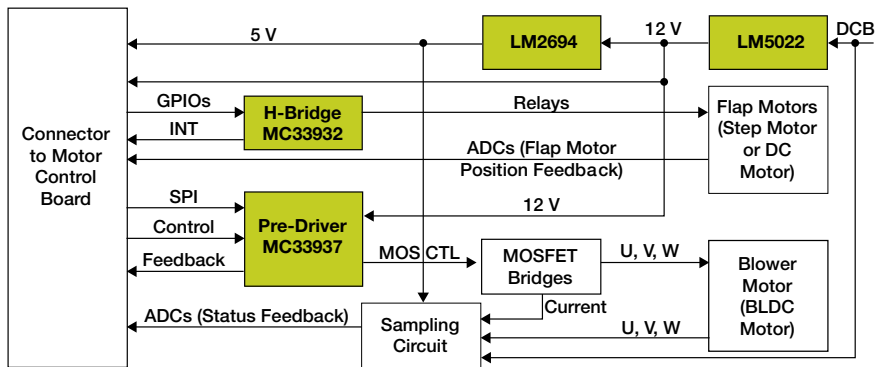 5 V
LM2694
12 V
LM5022
DCB
Connector
to Motor
Control
Board
GPIOs
INT
H-Bridge
MC33932
Relays
Flap Motors
(Step Motor
or DC
Motor)
ADCs (Flap Motor
Position Feedback)
SPI
Control
Feedback
Pre-Driver
MC33937
12 V
MOS CTL
MOSFET
Bridges
U, V, W
Blower
Motor
(BLDC
Motor)
Current
ADCs (Status Feedback)
Sampling
Circuit
U, V, W